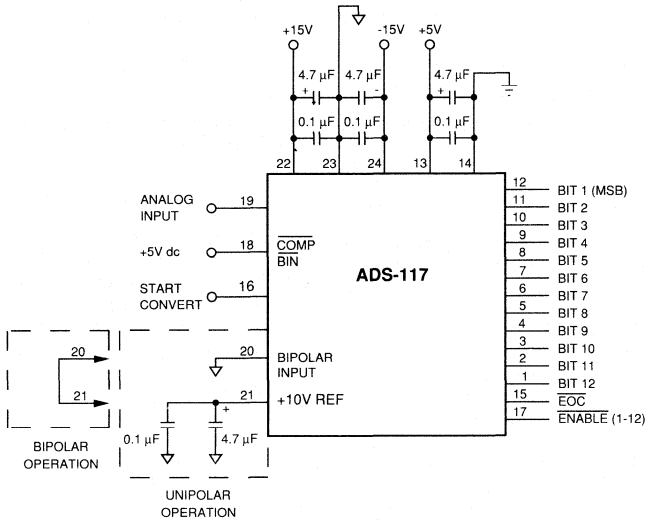 +15V
-15V
+5V
4.7 µF
4.7 µF
4.7 µF
+
-
+
0.1 µF
0.1 µF
0.1 µF
22
23
24
13
14
ANALOG
INPUT
19
+5V dc
18
COMP
BIN
START
CONVERT
16
ADS-117
12
BIT 1 (MSB)
11
BIT 2
10
BIT 3
9
BIT 4
8
BIT 5
7
BIT 6
6
BIT 7
5
BIT 8
4
BIT 9
3
BIT 10
2
BIT 11
1
BIT 12
15
EOC
17
ENABLE (1-12)
20
21
BIPOLAR
OPERATION
20
BIPOLAR
INPUT
21
+10V REF
+
0.1 µF
4.7 µF
UNIPOLAR
OPERATION